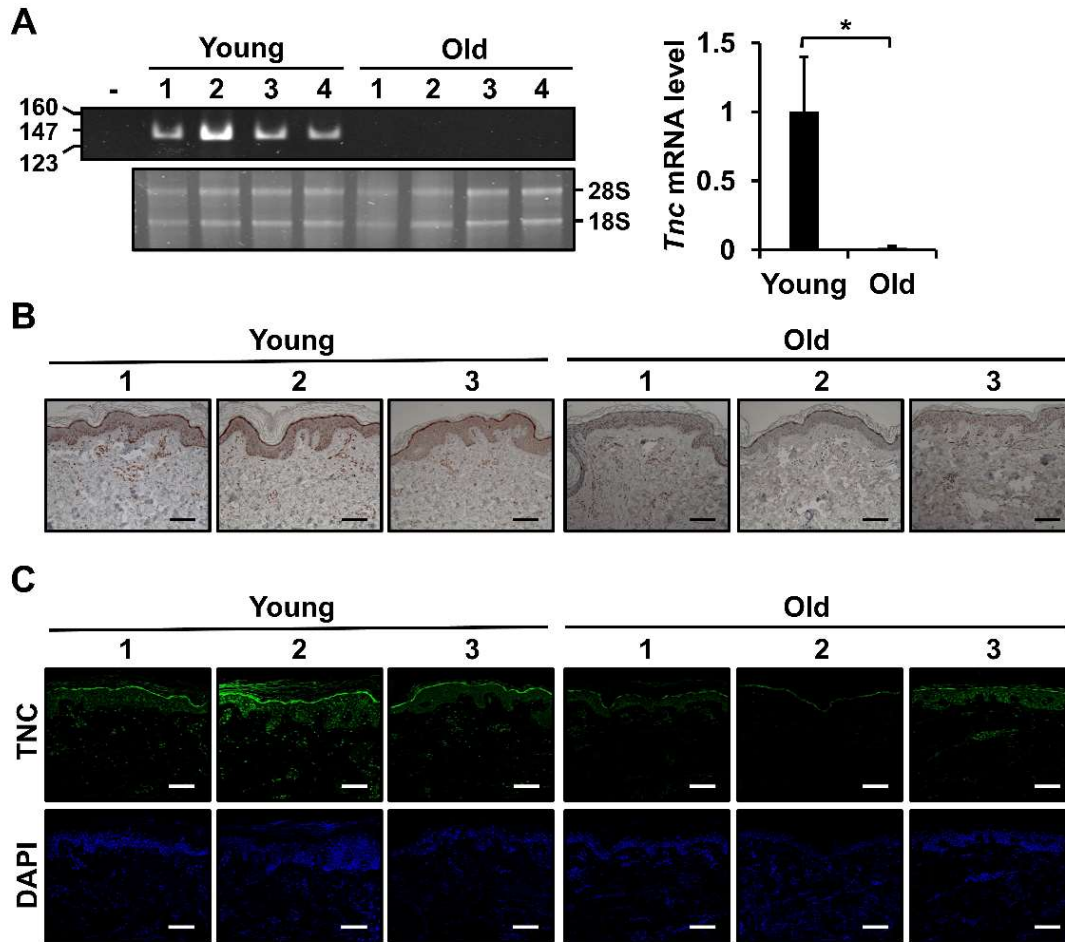 A
Young Old
- 1 2 3 4 1 2 3 4
160
147
123
28S
18S
*
Tnc mRNA level
1.5
1
0.5
0
Young Old
B
Young Old
1 2 3 1 2 3
C
Young Old
1 2 3 1 2 3
TNC
DAPI